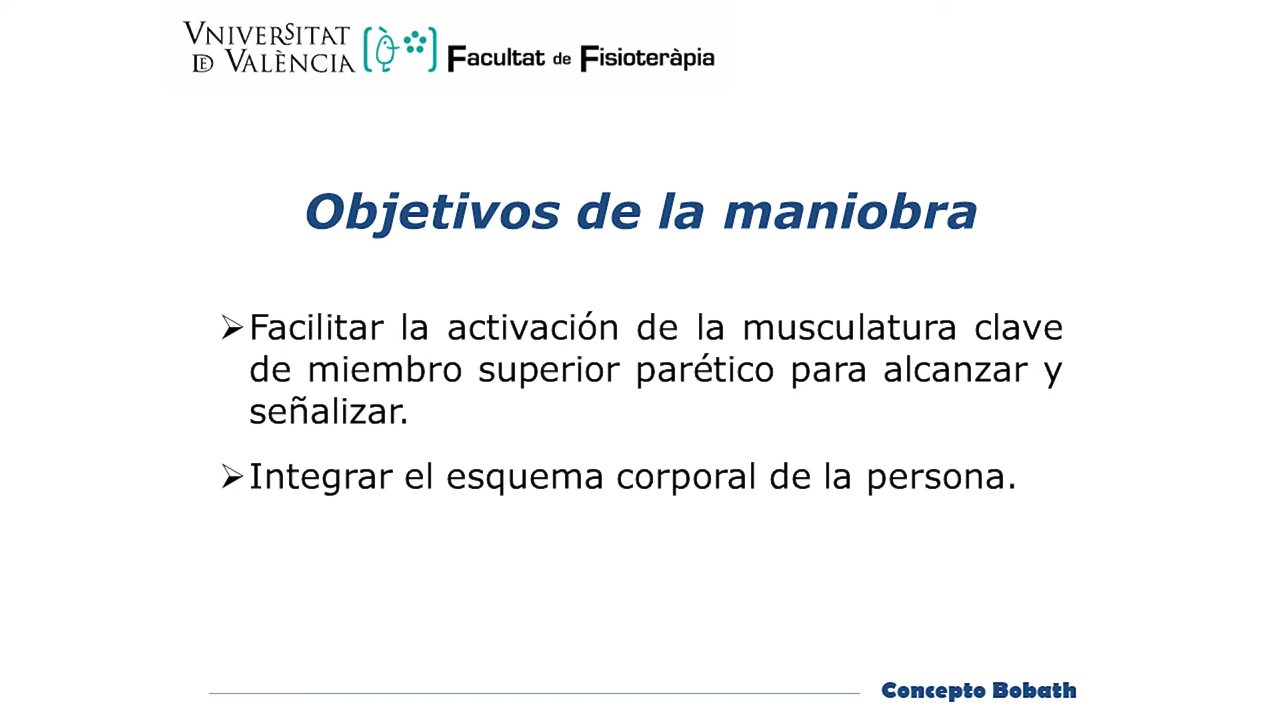 VNIVERSITAT
DE VALÈNCIA
Facultat de Fisioteràpia
Objetivos de la maniobra
➢Facilitar la activación de la musculatura clave
de miembro superior parético para alcanzar y
señalizar.
➢Integrar el esquema corporal de la persona.
Concepto Bobath